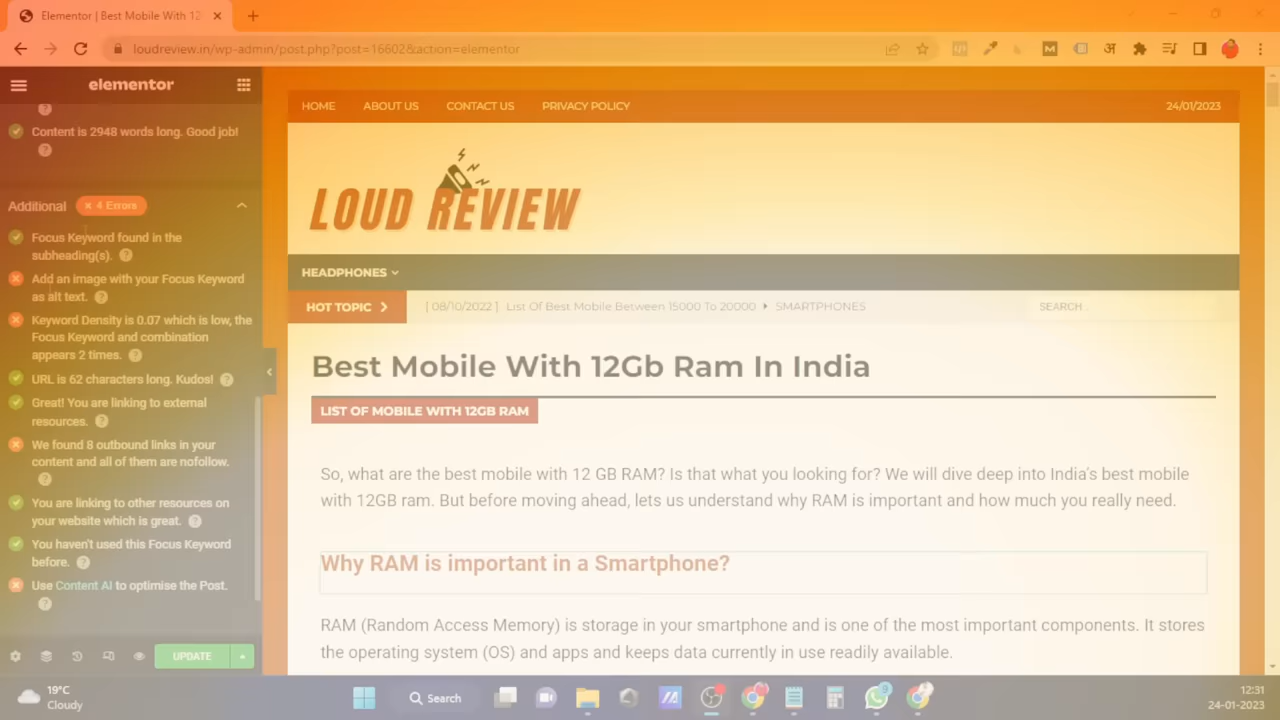 Elementor | Best Mobile With 12
loudreview.in/wp-admin/post.php?post=16602&action=elementor
elementor
Content is 2948 words long. Good job!
Additional
× 4 Errors
Focus Keyword found in the
subheading(s).
Add an image with your Focus Keyword
as alt text.
Keyword Density is 0.07 which is low, the
Focus Keyword and combination
appears 2 times.
URL is 62 characters long. Kudos!
Great! You are linking to external
resources.
We found 8 outbound links in your
content and all of them are nofollow.
You are linking to other resources on
your website which is great.
You haven't used this Focus Keyword
before.
Use Content AI to optimise the Post.
UPDATE
HOME ABOUT US CONTACT US PRIVACY POLICY 24/01/2023
LOUD REVIEW
HEADPHONES
HOT TOPIC
[ 08/10/2022 ] List Of Best Mobile Between 15000 To 20000 SMARTPHONES
SEARCH
Best Mobile With 12Gb Ram In India
LIST OF MOBILE WITH 12GB RAM
So, what are the best mobile with 12 GB RAM? Is that what you looking for? We will dive deep into India's best mobile
with 12GB ram. But before moving ahead, lets us understand why RAM is important and how much you really need.
Why RAM is important in a Smartphone?
RAM (Random Access Memory) is storage in your smartphone and is one of the most important components. It stores
the operating system (OS) and apps and keeps data currently in use readily available.
19°C
Cloudy
Search
12:31
24-01-2023